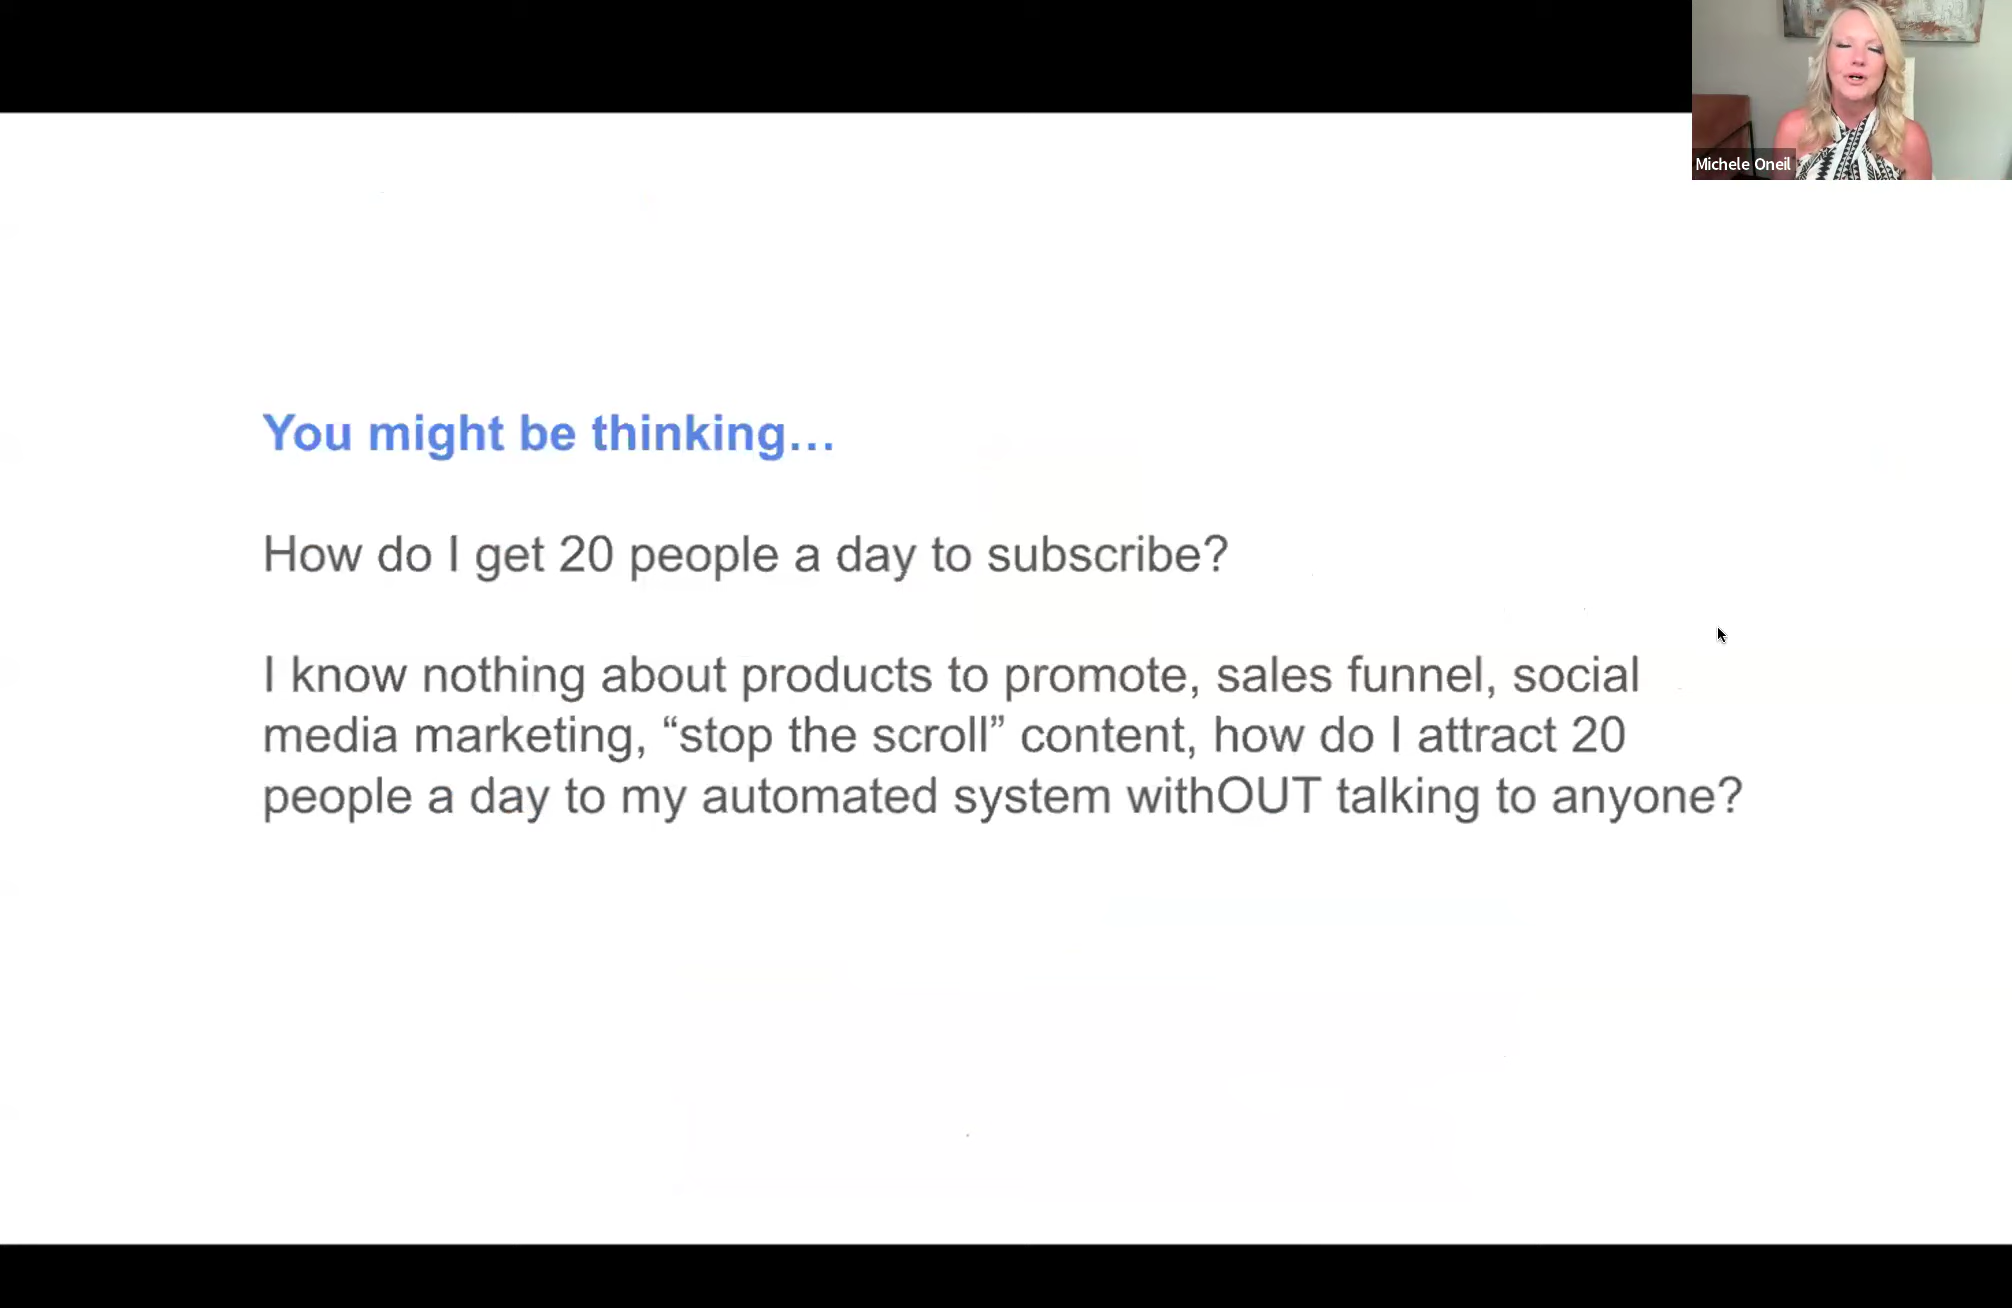 Michele Oneil
You might be thinking…
How do I get 20 people a day to subscribe?
I know nothing about products to promote, sales funnel, social
media marketing, “stop the scroll” content, how do I attract 20
people a day to my automated system withOUT talking to anyone?